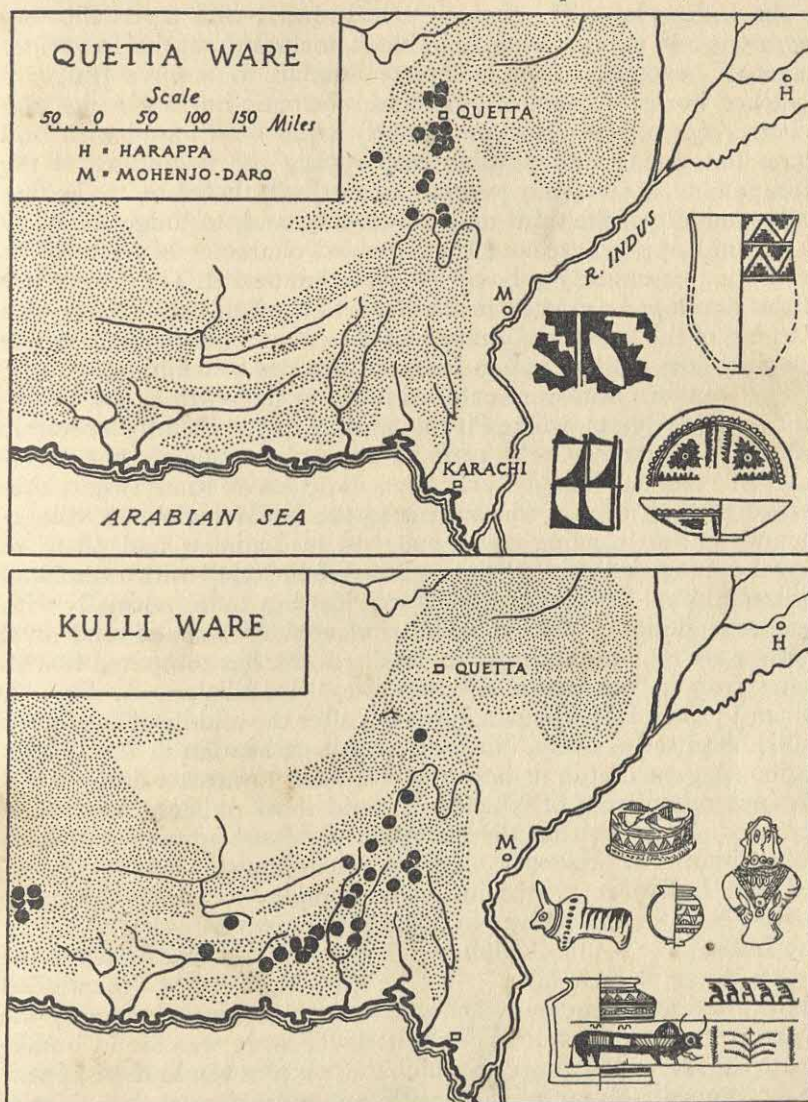 QUETTA WARE
Scale
50 0 50 100 150 Miles
H = HARAPPA
M = MOHENJO-DARO
QUETTA
H
R. INDUS
M
KARACHI
ARABIAN SEA
KULLI WARE
QUETTA
H
M